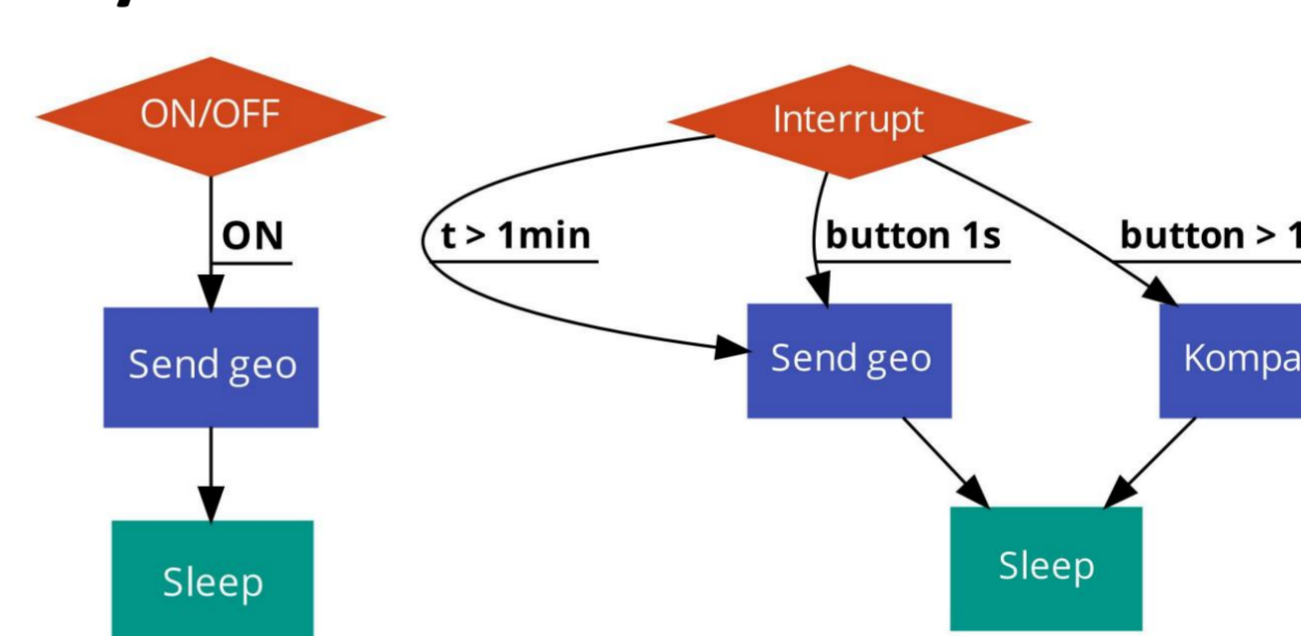 ON/OFF
Interrupt
ON
t > 1min
button 1s
button > 1
Send geo
Send geo
Kompa
Sleep
Sleep